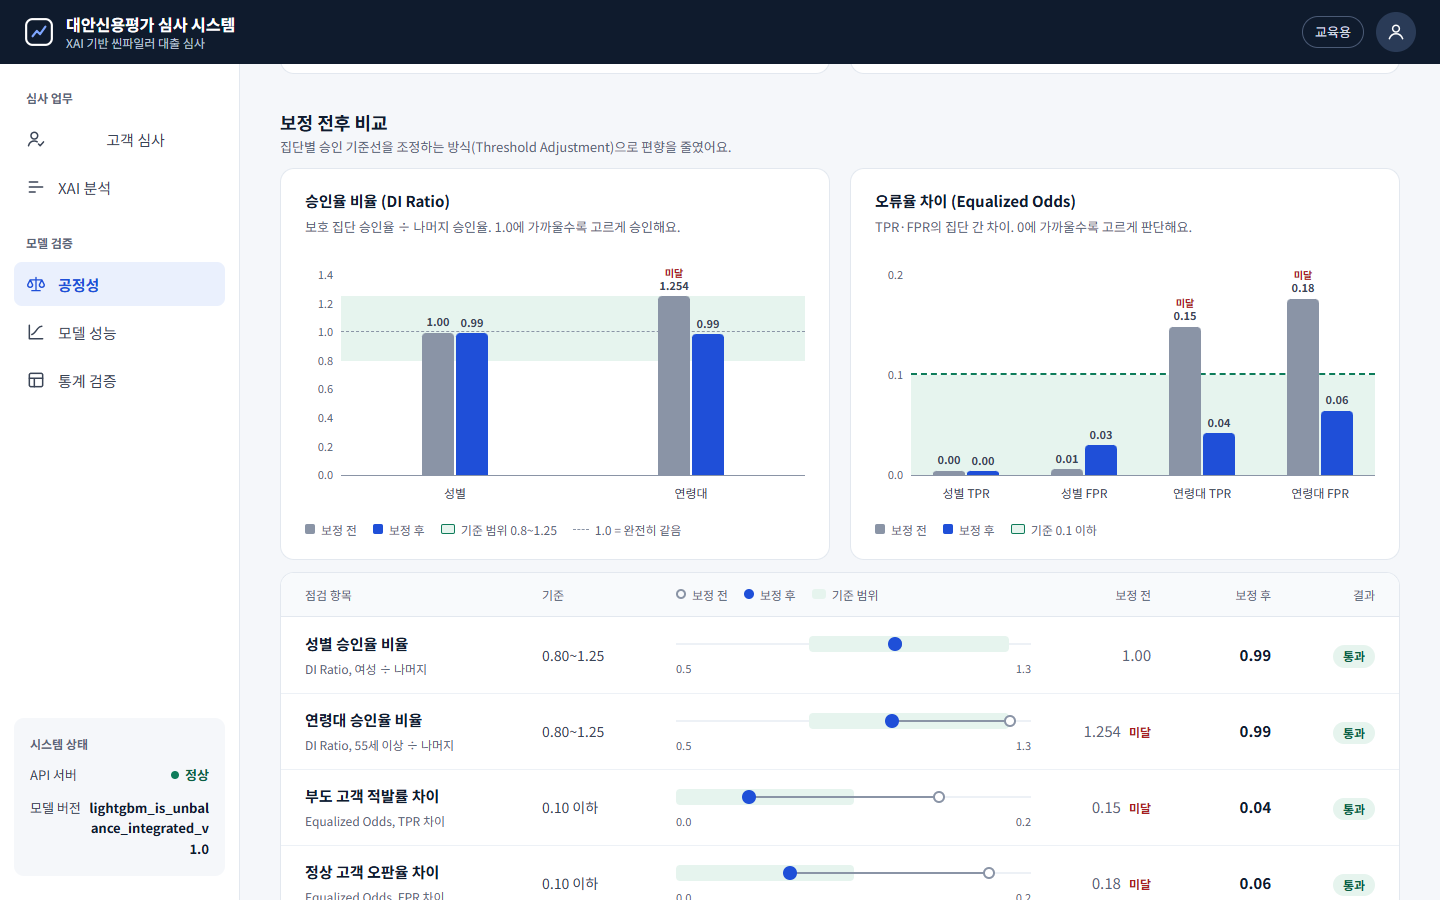 대안신용평가 심사 시스템
XAI 기반 씬파일러 대출 심사
교육용
심사 업무
고객 심사
XAI 분석
모델 검증
공정성
모델 성능
통계 검증
시스템 상태
API 서버 정상
모델 버전 lightgbm_is_unbal
ance_integrated_v
1.0
보정 전후 비교
집단별 승인 기준선을 조정하는 방식(Threshold Adjustment)으로 편향을 줄였어요.
승인율 비율 (DI Ratio)
보호 집단 승인율 ÷ 나머지 승인율. 1.0에 가까울수록 고르게 승인해요.
미달
1.4
1.254
1.2
1.00 0.99 0.99
1.0
0.8
0.6
0.4
0.2
0.0
성별 연령대
보정 전 보정 후 기준 범위 0.8~1.25 1.0 = 완전히 같음
오류율 차이 (Equalized Odds)
TPR·FPR의 집단 간 차이. 0에 가까울수록 고르게 판단해요.
0.2 미달
0.18
미달
0.15
0.1
0.06
0.04
0.03
0.00 0.00 0.01
0.0
성별 TPR 성별 FPR 연령대 TPR 연령대 FPR
보정 전 보정 후 기준 0.1 이하
점검 항목 기준 보정 전 보정 후 기준 범위 보정 전 보정 후 결과
성별 승인율 비율
DI Ratio, 여성 ÷ 나머지
0.80~1.25
0.5 1.3
1.00 0.99 통과
연령대 승인율 비율
DI Ratio, 55세 이상 ÷ 나머지
0.80~1.25
0.5 1.3
1.254 미달 0.99 통과
부도 고객 적발률 차이
Equalized Odds, TPR 차이
0.10 이하
0.0 0.2
0.15 미달 0.04 통과
정상 고객 오판율 차이
Equalized Odds, FPR 차이
0.10 이하
0.0 0.2
0.18 미달 0.06 통과